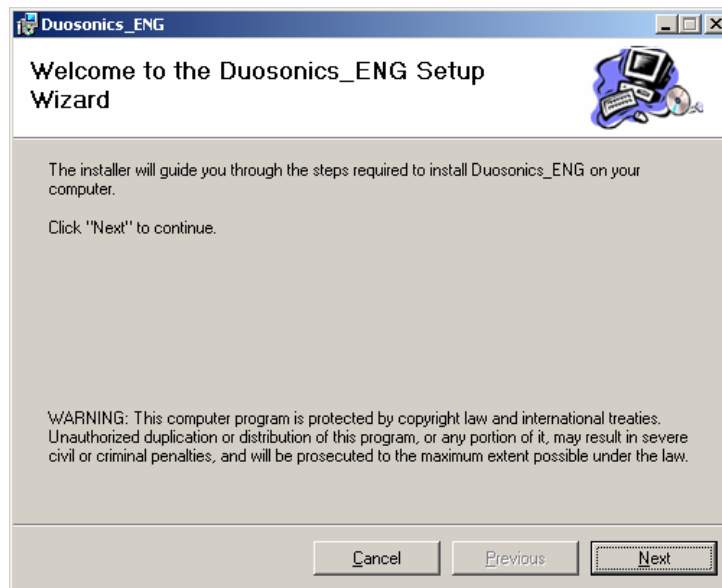 Duosonics_ENG
Welcome to the Duosonics_ENG Setup
Wizard
The installer will guide you through the steps required to install Duosonics_ENG on your
computer.
Click "Next" to continue.
WARNING: This computer program is protected by copyright law and international treaties.
Unauthorized duplication or distribution of this program, or any portion of it, may result in severe
civil or criminal penalties, and will be prosecuted to the maximum extent possible under the law.
Cancel Previous Next